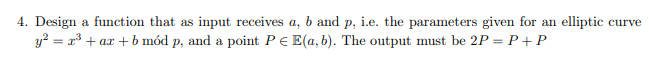 4. Design a function that as input receives a, b and p, i.e. the parameters given for an elliptic curve
y² = x³ + ax + b mód p, and a point P ∈ 𝔼(a, b). The output must be 2P = P + P